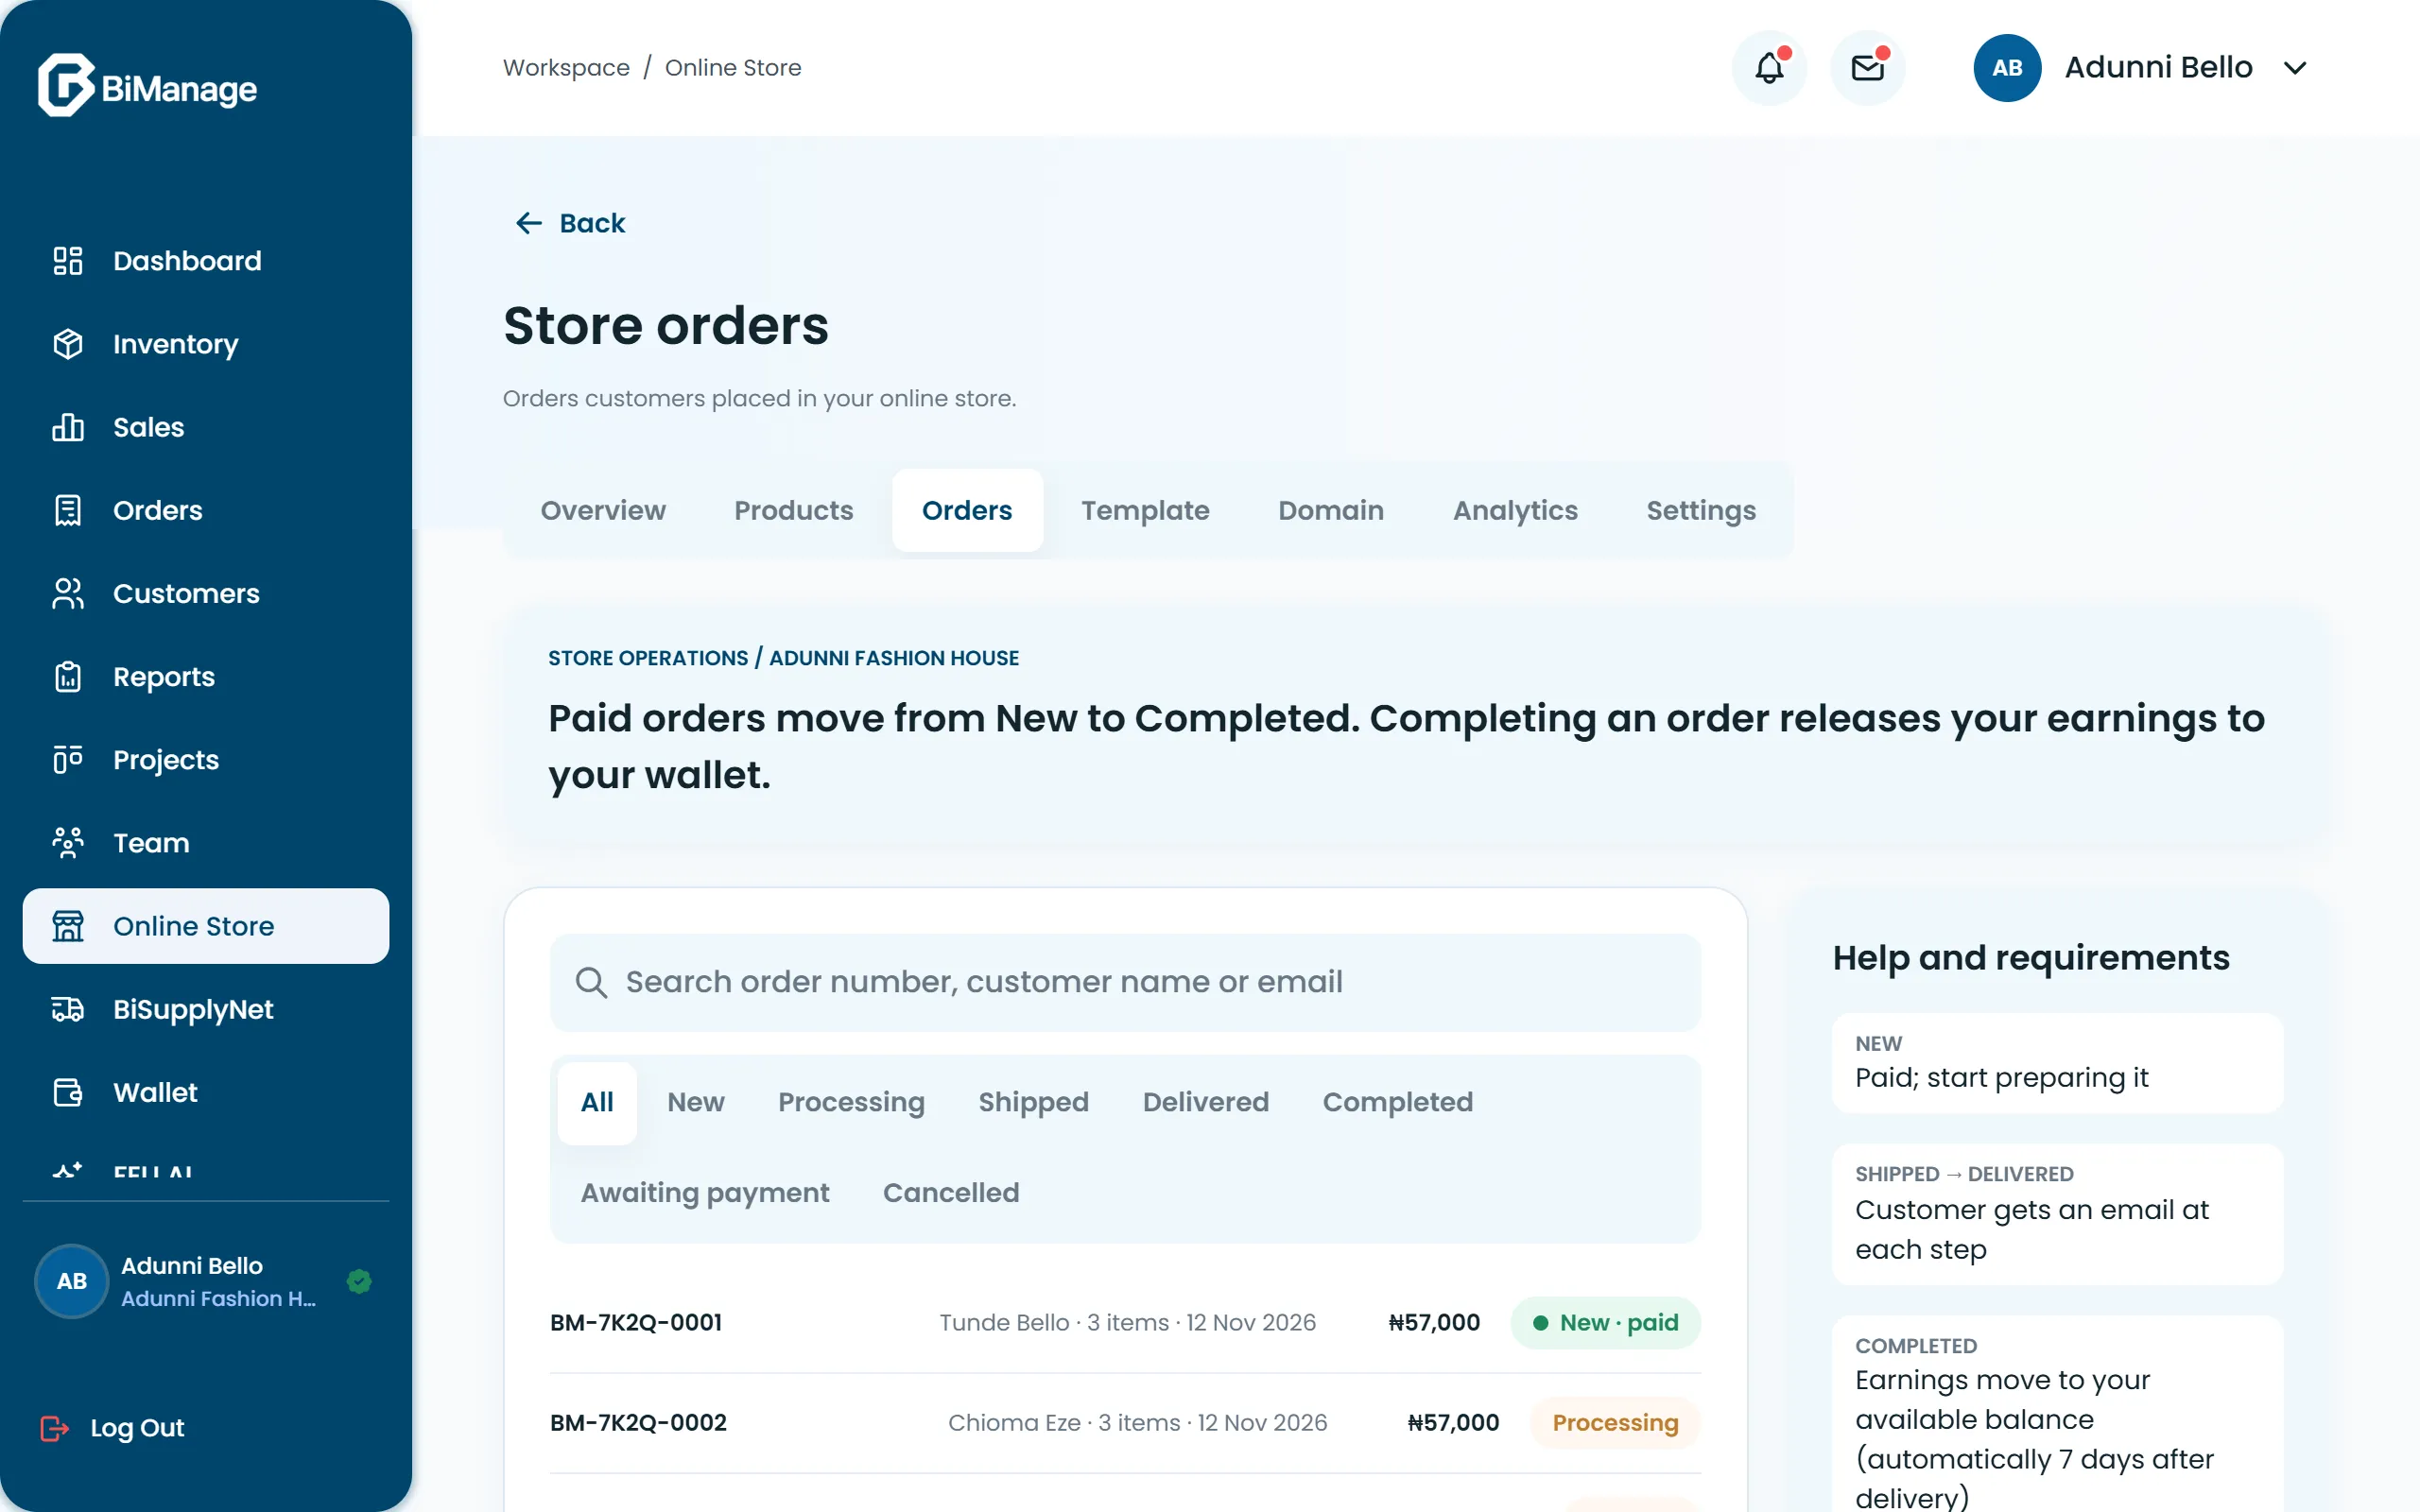 BiManage
Dashboard
Inventory
Sales
Orders
Customers
Reports
Projects
Team
Online Store
BiSupplyNet
Wallet
Adunni Bello
Adunni Fashion H...
AB
Log Out
Workspace / Online Store
AB Adunni Bello
Back
Store orders
Orders customers placed in your online store.
Overview Products Orders Template Domain Analytics Settings
STORE OPERATIONS / ADUNNI FASHION HOUSE
Paid orders move from New to Completed. Completing an order releases your earnings to
your wallet.
Search order number, customer name or email
All New Processing Shipped Delivered Completed
Awaiting payment Cancelled
BM-7K2Q-0001 Tunde Bello · 3 items · 12 Nov 2026 ₦57,000 New · paid
BM-7K2Q-0002 Chioma Eze · 3 items · 12 Nov 2026 ₦57,000 Processing
Help and requirements
NEW
Paid; start preparing it
SHIPPED → DELIVERED
Customer gets an email at
each step
COMPLETED
Earnings move to your
available balance
(automatically 7 days after
delivery)